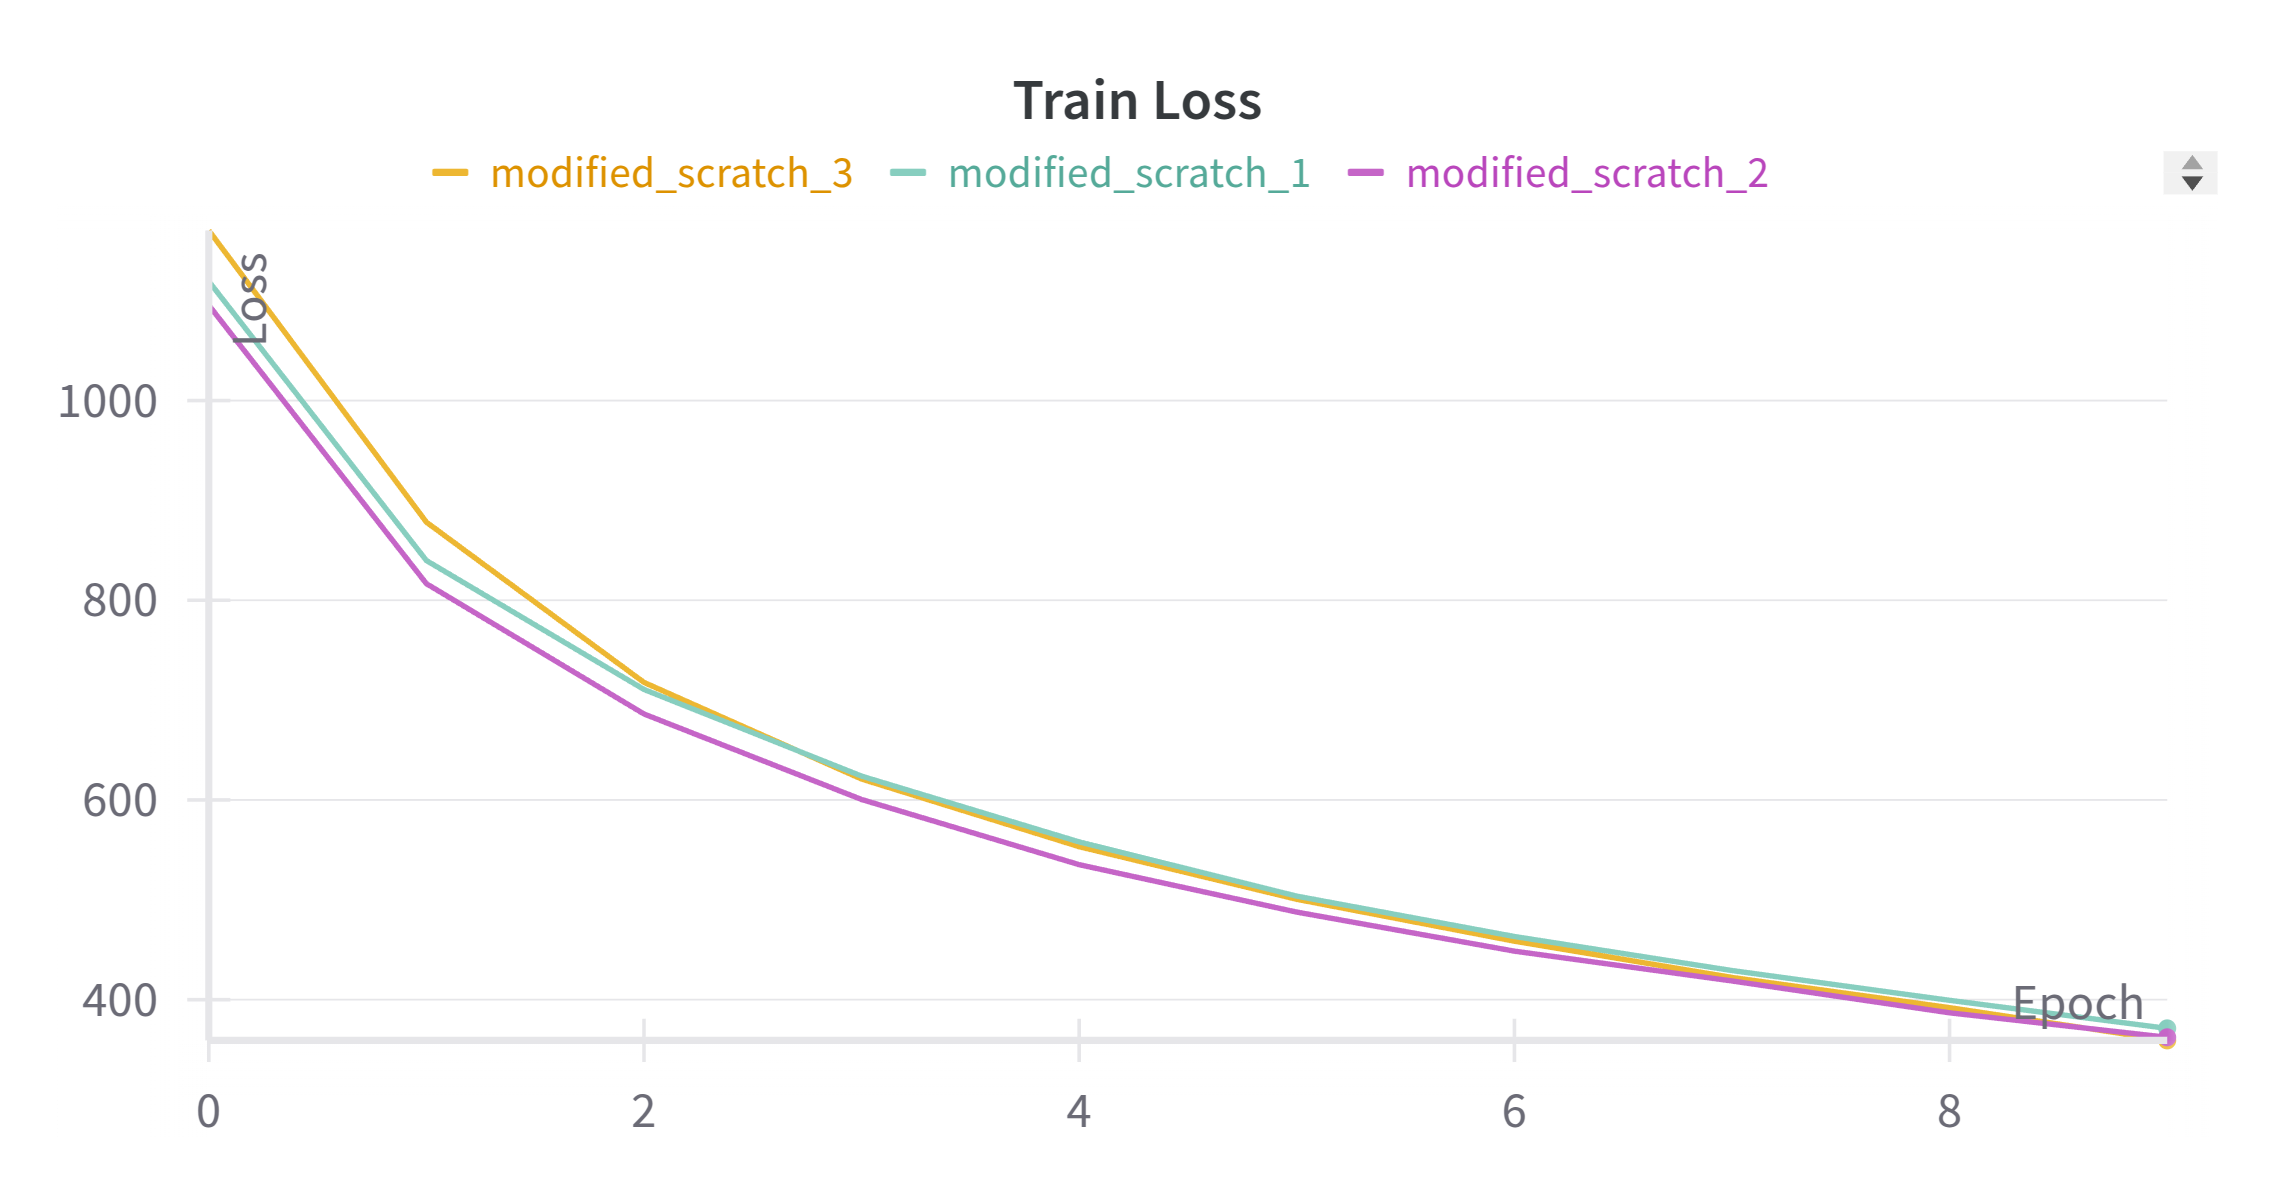 Train Loss
modified_scratch_3 modified_scratch_1 modified_scratch_2
Loss
1000
800
600
400
Epoch
0 2 4 6 8